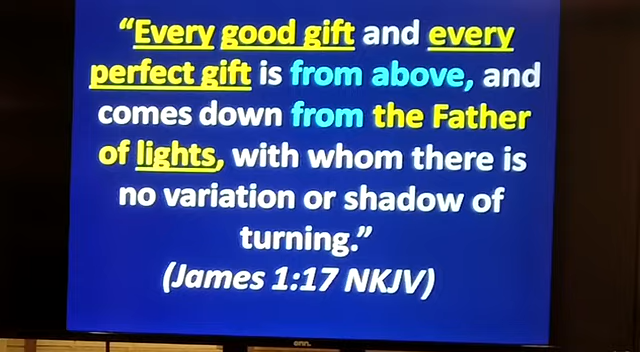 “Every good gift and every
perfect gift is from above, and
comes down from the Father
of lights, with whom there is
no variation or shadow of
turning.”
(James 1:17 NKJV)
onn.